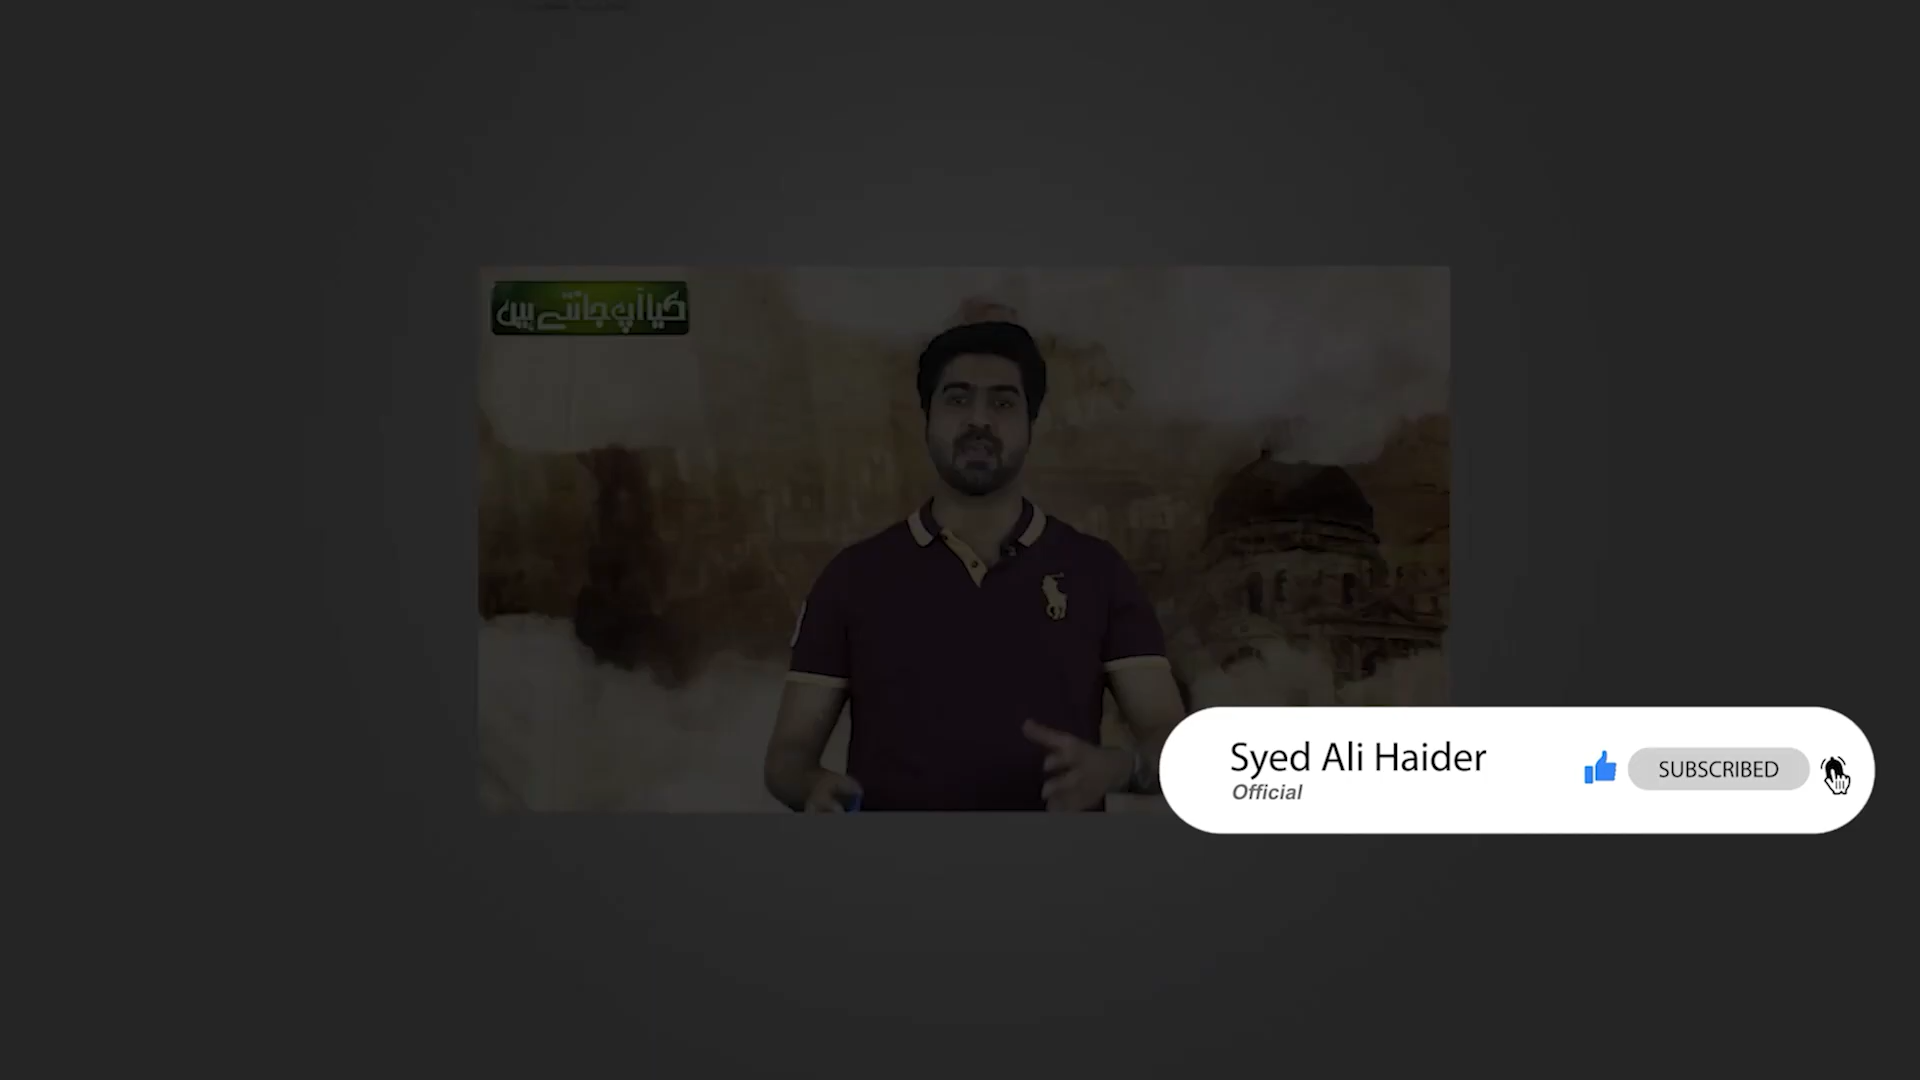 کیا آپ جانتے ہیں
Syed Ali Haider
Official
SUBSCRIBED